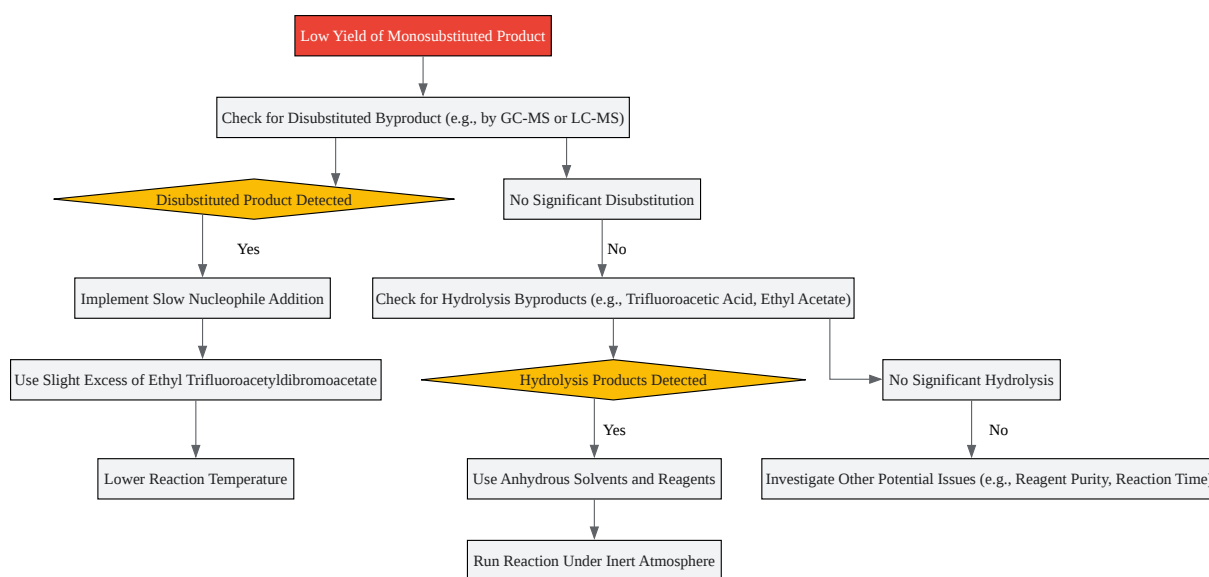 Low Yield of Monosubstituted Product
Check for Disubstituted Byproduct (e.g., by GC-MS or LC-MS)
Disubstituted Product Detected
No Significant Disubstitution
Yes
No
Implement Slow Nucleophile Addition
Check for Hydrolysis Byproducts (e.g., Trifluoroacetic Acid, Ethyl Acetate)
Use Slight Excess of Ethyl Trifluoroacetyldibromoacetate
Hydrolysis Products Detected
No Significant Hydrolysis
Yes
No
Lower Reaction Temperature
Use Anhydrous Solvents and Reagents
Investigate Other Potential Issues (e.g., Reagent Purity, Reaction Time)
Run Reaction Under Inert Atmosphere